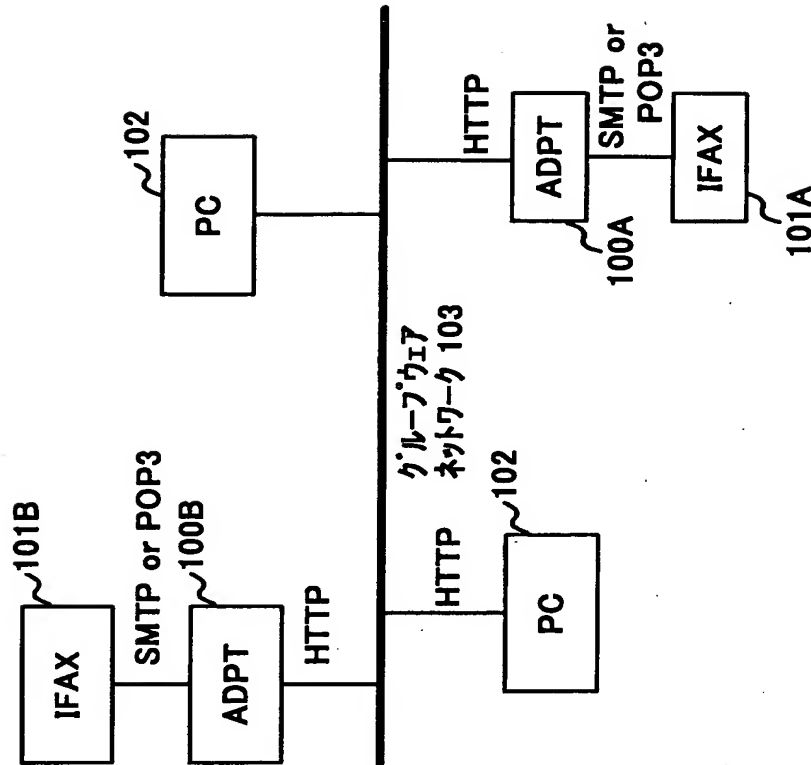 101B
IFAX
SMTP or POP3
100B
ADPT
HTTP
102
PC
グループウェア
ネットワーク 103
HTTP
102
PC
HTTP
ADPT
100A
SMTP or
POP3
IFAX
101A